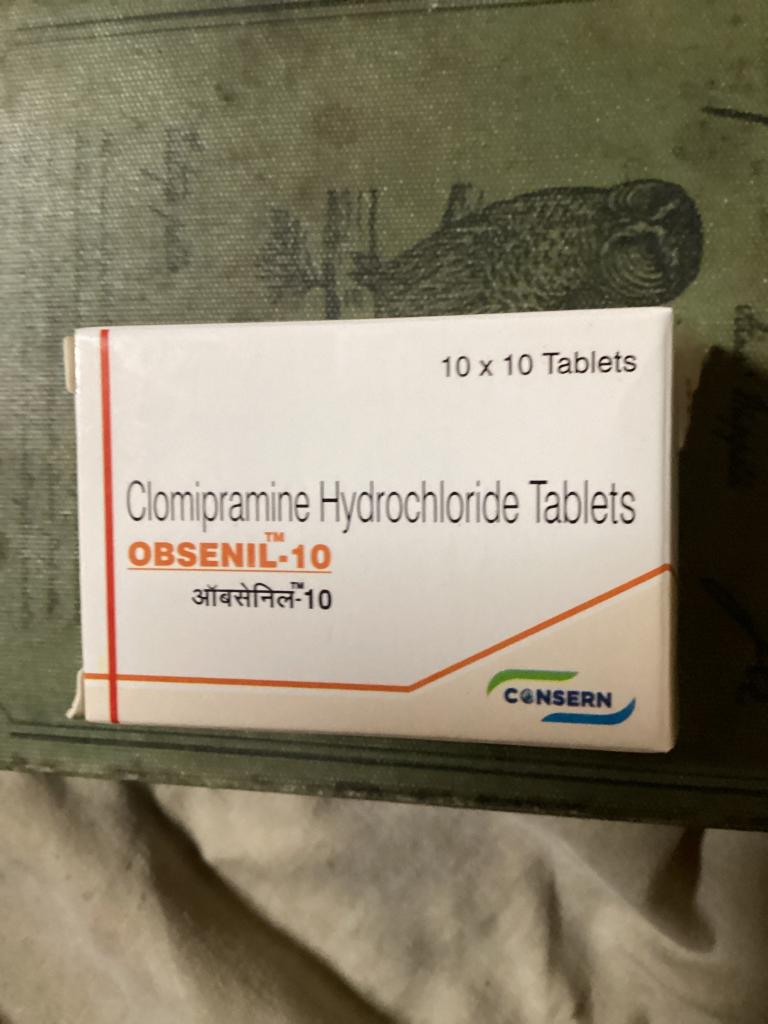 10 x 10 Tablets
Clomipramine Hydrochloride Tablets
OBSENIL™-10
ऑबसेनिल™-10
CONSERN